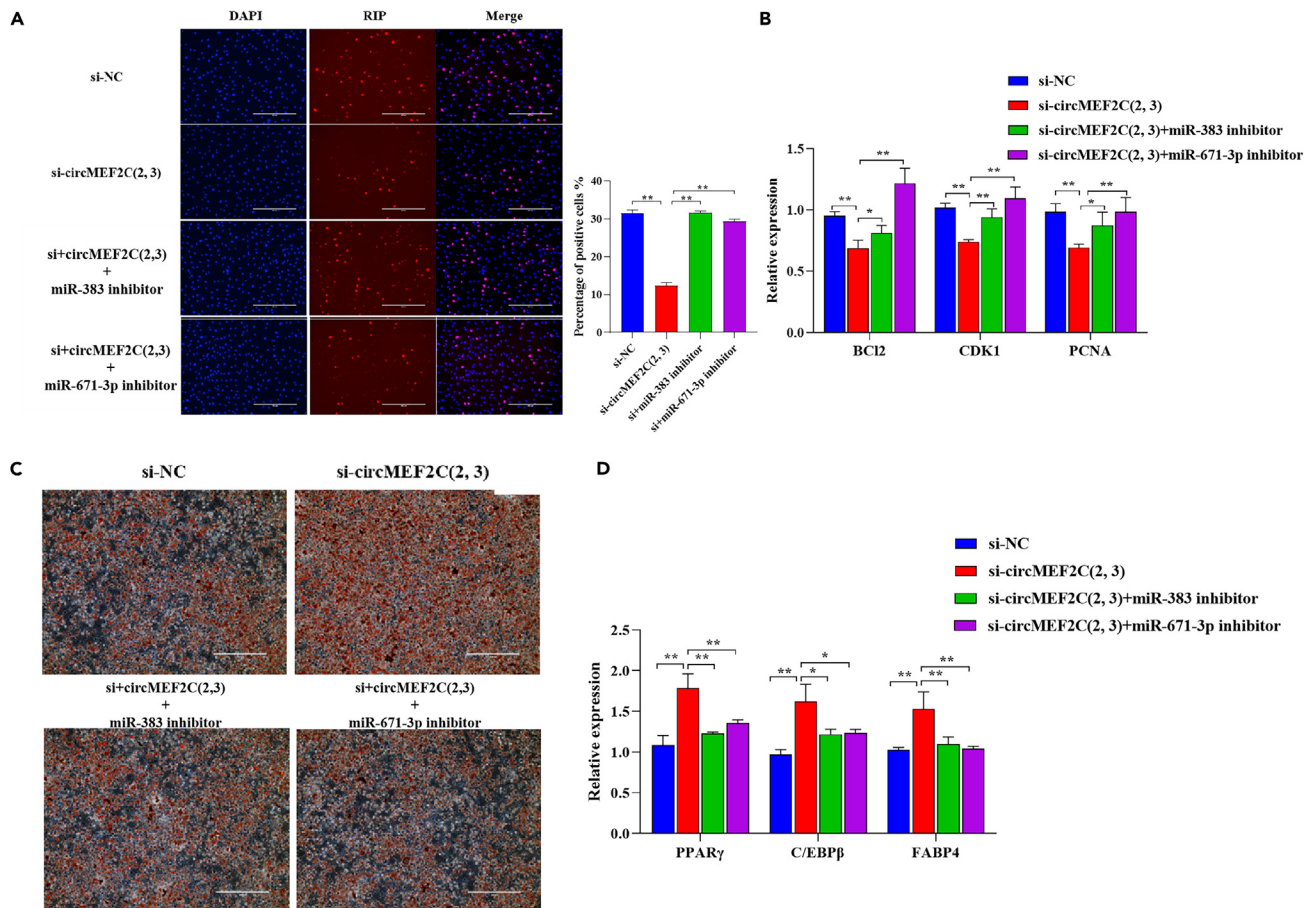 A
DAPI
RIP
Merge
si-NC
si-circMEF2C(2, 3)
si+circMEF2C(2,3)
+
miR-383 inhibitor
si+circMEF2C(2,3)
+
miR-671-3p inhibitor
Percentage of positive cells %
40
30
20
10
0
**
**
**
si-NC
si-circMEF2C(2, 3)
si+miR-383 inhibitor
si+miR-671-3p inhibitor
B
si-NC
si-circMEF2C(2, 3)
si-circMEF2C(2, 3)+miR-383 inhibitor
si-circMEF2C(2, 3)+miR-671-3p inhibitor
Relative expression
1.5
1.0
0.5
0.0
**
**
*
**
**
**
**
**
*
BCl2
CDK1
PCNA
C
si-NC
si-circMEF2C(2, 3)
si+circMEF2C(2,3)
+
miR-383 inhibitor
si+circMEF2C(2,3)
+
miR-671-3p inhibitor
D
si-NC
si-circMEF2C(2, 3)
si-circMEF2C(2, 3)+miR-383 inhibitor
si-circMEF2C(2, 3)+miR-671-3p inhibitor
Relative expression
2.5
2.0
1.5
1.0
0.5
0.0
**
**
**
*
**
*
**
**
**
PPARγ
C/EBPβ
FABP4